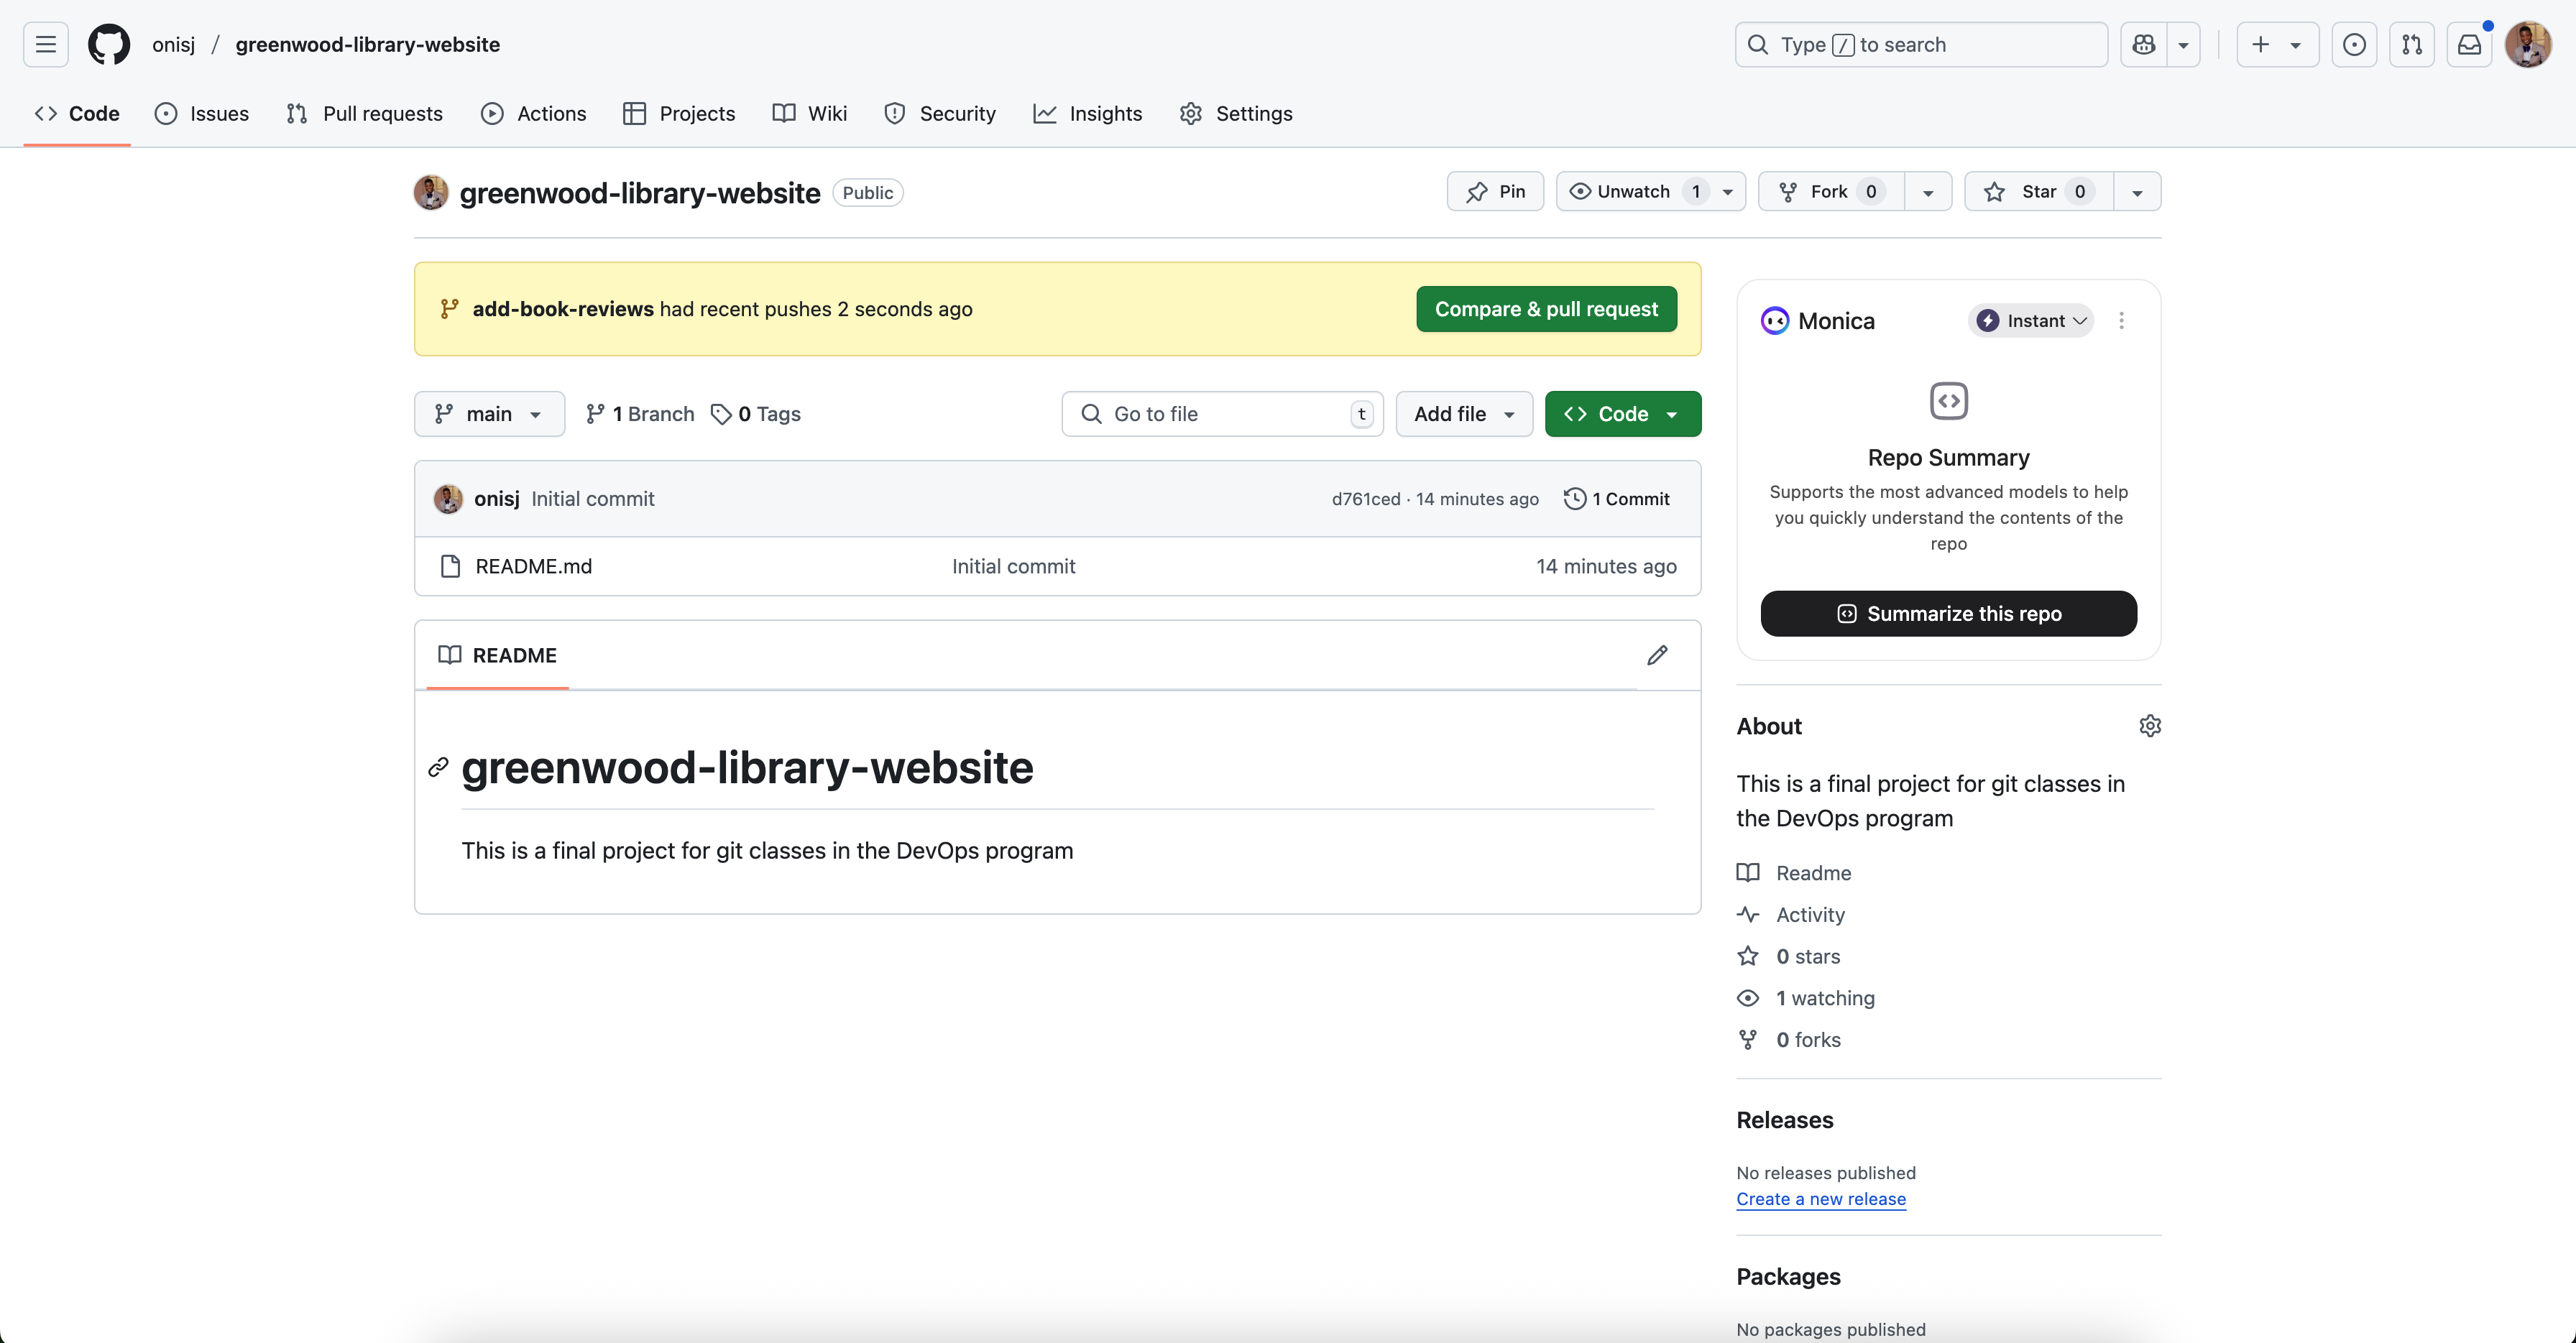 onisj / greenwood-library-website
Type / to search
Code
Issues
Pull requests
Actions
Projects
Wiki
Security
Insights
Settings
greenwood-library-website Public
Pin
Unwatch 1
Fork 0
Star 0
add-book-reviews had recent pushes 2 seconds ago
Compare & pull request
main
1 Branch
0 Tags
Go to file t
Add file
Code
onisj Initial commit
d761ced · 14 minutes ago
1 Commit
README.md
Initial commit
14 minutes ago
README
greenwood-library-website
This is a final project for git classes in the DevOps program
Monica
Instant
Repo Summary
Supports the most advanced models to help
you quickly understand the contents of the
repo
Summarize this repo
About
This is a final project for git classes in
the DevOps program
Readme
Activity
0 stars
1 watching
0 forks
Releases
No releases published
Create a new release
Packages
No packages published